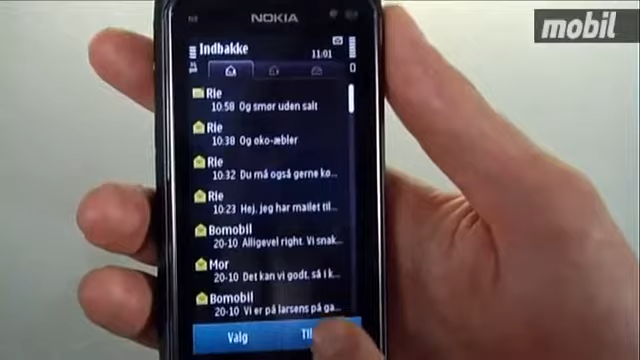 mobil
NOKIA
Indbakke
11:01
Rie
10:58 Og smør uden salt
Rie
10:38 Og øko-æbler
Rie
10:32 Du må også gerne kø...
Rie
10:23 Hej, jeg har mailet til...
Bomobil
20-10 Alligevel right. Vi snak...
Mor
20-10 Det kan vi godt, så i k...
Bomobil
20-10 Vi er på larsens på ga...
Valg